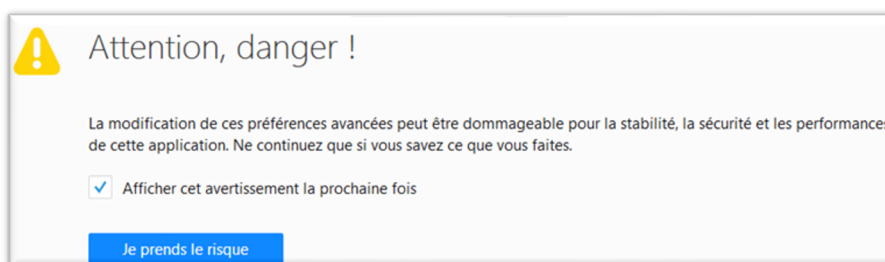 Attention, danger !
La modification de ces préférences avancées peut être dommageable pour la stabilité, la sécurité et les performances
de cette application. Ne continuez que si vous savez ce que vous faites.
Afficher cet avertissement la prochaine fois
Je prends le risque